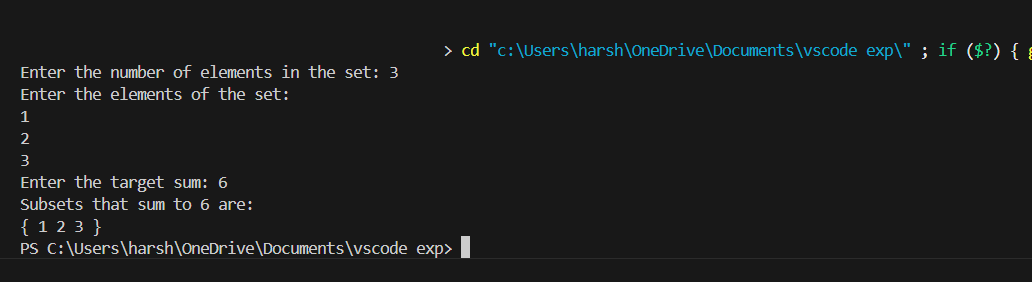 > cd "c:\Users\harsh\OneDrive\Documents\vscode exp\" ; if ($?) { g
Enter the number of elements in the set: 3
Enter the elements of the set:
1
2
3
Enter the target sum: 6
Subsets that sum to 6 are:
{ 1 2 3 }
PS C:\Users\harsh\OneDrive\Documents\vscode exp>